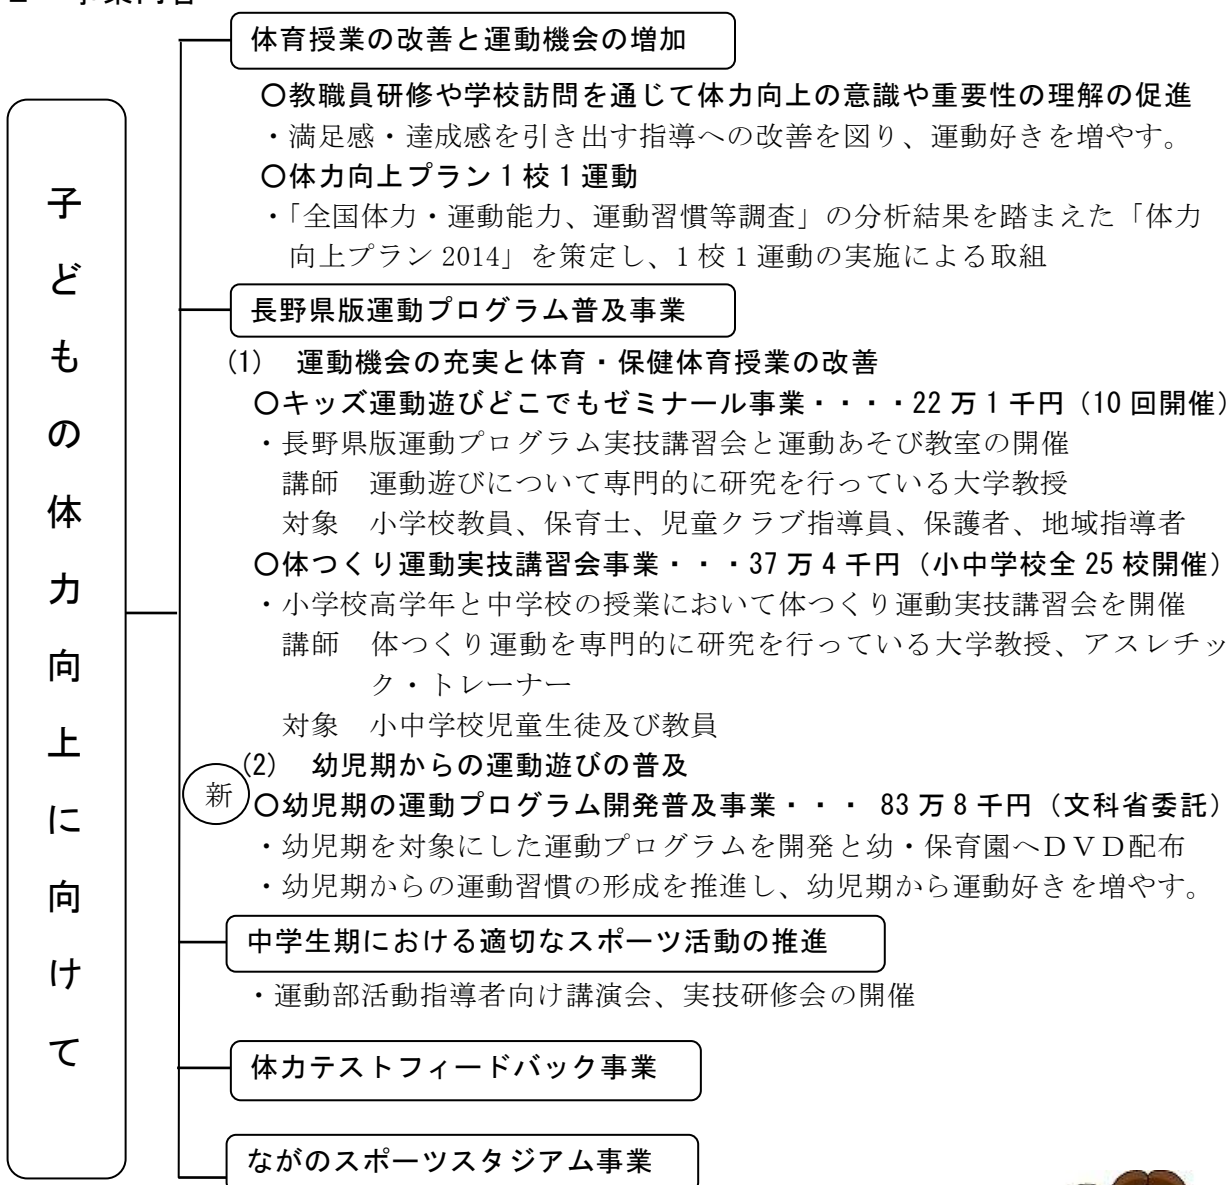 体育授業の改善と運動機会の増加
〇教職員研修や学校訪問を通じて体力向上の意識や重要性の理解の促進
・満足感・達成感を引き出す指導への改善を図り、運動好きを増やす。
〇体力向上プラン１校１運動
・「全国体力・運動能力、運動習慣等調査」の分析結果を踏まえた「体力
向上プラン 2014」を策定し、1 校 1 運動の実施による取組
子どもの体力向上に向けて
長野県版運動プログラム普及事業
(1) 運動機会の充実と体育・保健体育授業の改善
〇キッズ運動遊びどこでもゼミナール事業・・・・22 万 1 千円（10 回開催）
・長野県版運動プログラム実技講習会と運動あそび教室の開催
講師 運動遊びについて専門的に研究を行っている大学教授
対象 小学校教員、保育士、児童クラブ指導員、保護者、地域指導者
〇体つくり運動実技講習会事業・・・37 万 4 千円（小中学校全 25 校開催）
・小学校高学年と中学校の授業において体つくり運動実技講習会を開催
講師 体つくり運動を専門的に研究を行っている大学教授、アスレチッ
ク・トレーナー
対象 小中学校児童生徒及び教員
(2) 幼児期からの運動遊びの普及
新
〇幼児期の運動プログラム開発普及事業・・・ 83 万 8 千円（文科省委託）
・幼児期を対象にした運動プログラムを開発と幼・保育園へＤＶＤ配布
・幼児期からの運動習慣の形成を推進し、幼児期から運動好きを増やす。
中学生期における適切なスポーツ活動の推進
・運動部活動指導者向け講演会、実技研修会の開催
体力テストフィードバック事業
ながのスポーツスタジアム事業